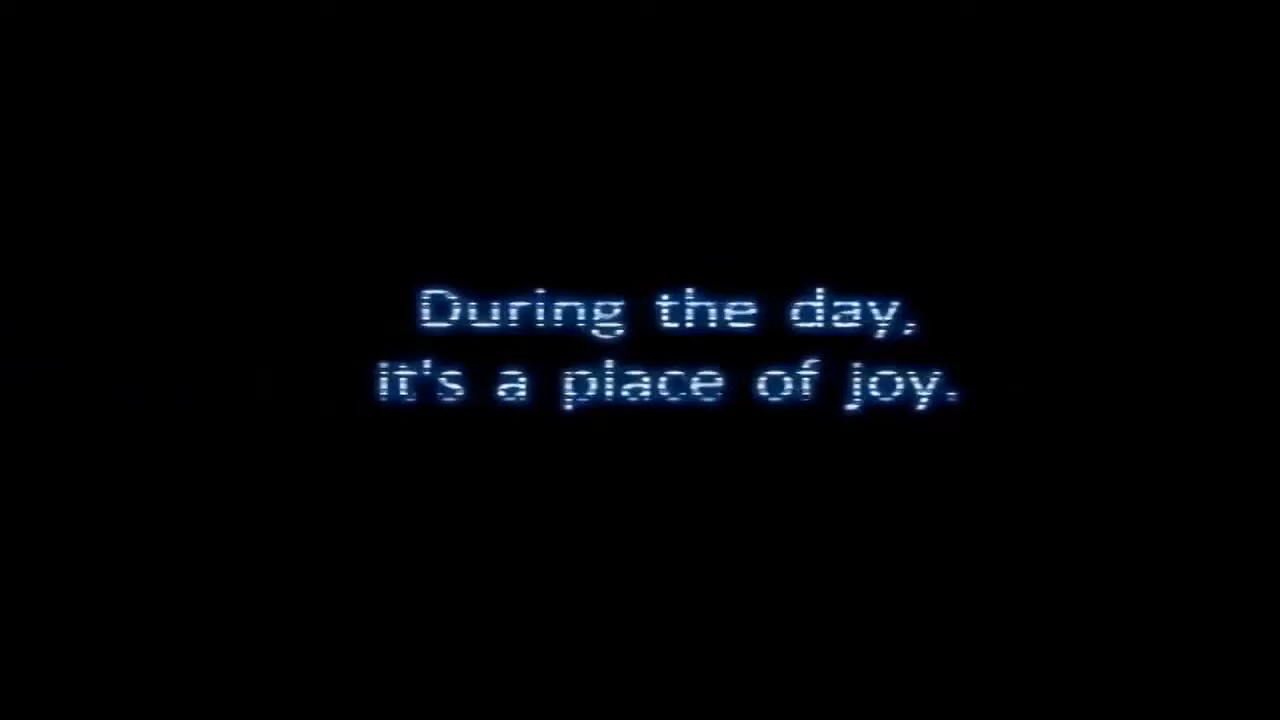 During the day,
it's a place of joy.